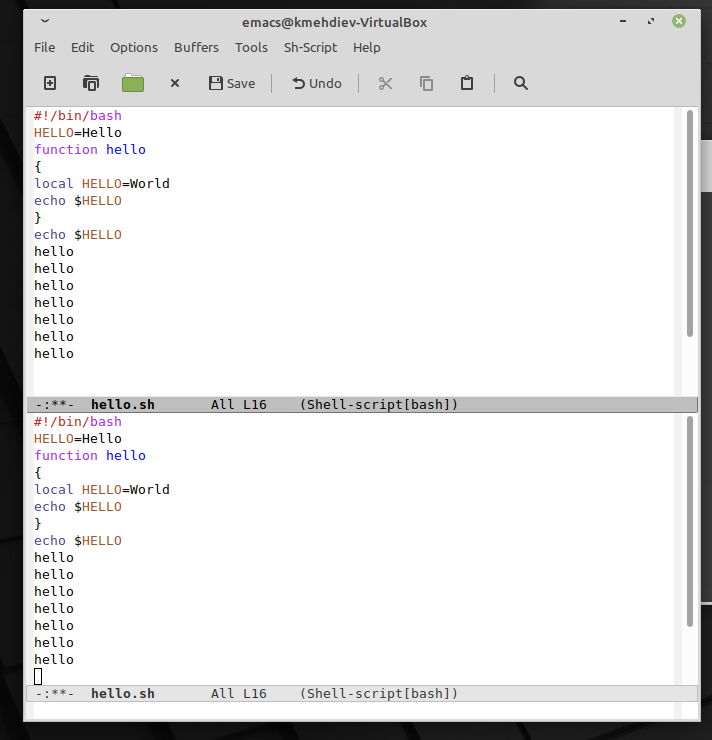 emacs@kmehdiev-VirtualBox
File Edit Options Buffers Tools Sh-Script Help
Save Undo
#!/bin/bash
HELLO=Hello
function hello
{
local HELLO=World
echo $HELLO
}
echo $HELLO
hello
hello
hello
hello
hello
hello
hello
-:**-  hello.sh       All L16    (Shell-script[bash])
#!/bin/bash
HELLO=Hello
function hello
{
local HELLO=World
echo $HELLO
}
echo $HELLO
hello
hello
hello
hello
hello
hello
hello
-:**-  hello.sh       All L16    (Shell-script[bash])